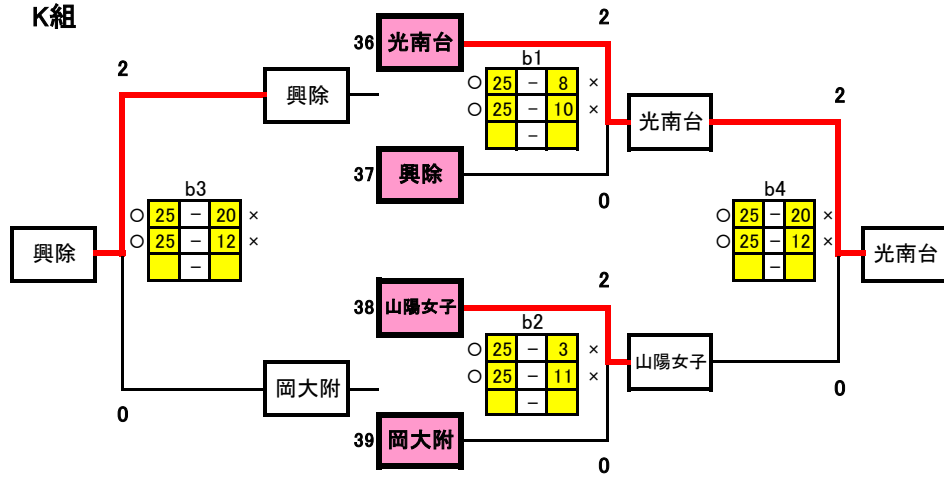 K組
36 光南台
2
b1
○ 25 － 8 ×
○ 25 － 10 ×
－
37 興除
0
光南台
2
興除
2
b3
○ 25 － 20 ×
○ 25 － 12 ×
－
興除
b4
○ 25 － 20 ×
○ 25 － 12 ×
－
光南台
38 山陽女子
2
b2
○ 25 － 3 ×
○ 25 － 11 ×
－
39 岡大附
0
山陽女子
0
岡大附
0